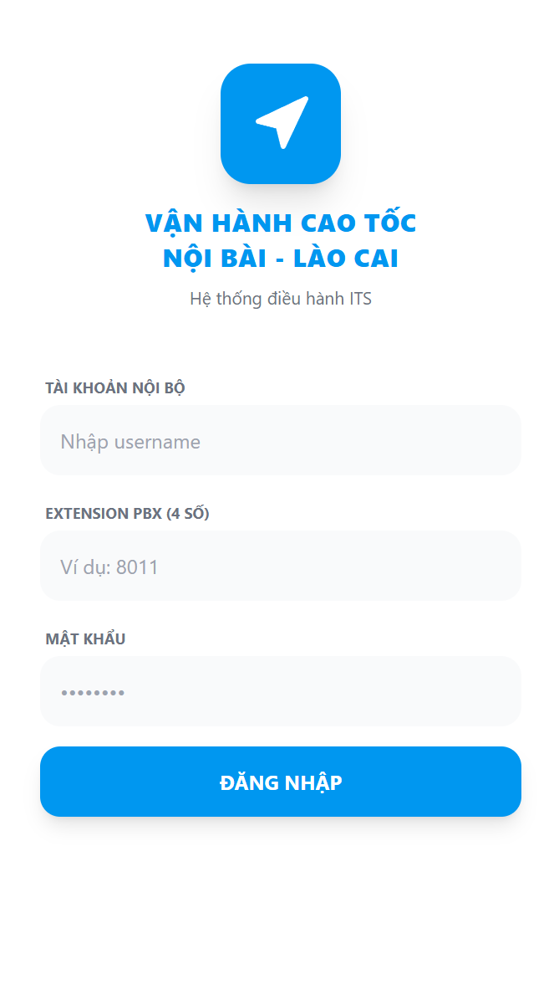 VẬN HÀNH CAO TỐC
NỘI BÀI - LÀO CAI
Hệ thống điều hành ITS
TÀI KHOẢN NỘI BỘ
Nhập username
EXTENSION PBX (4 SỐ)
Ví dụ: 8011
MẬT KHẨU
••••••••
ĐĂNG NHẬP